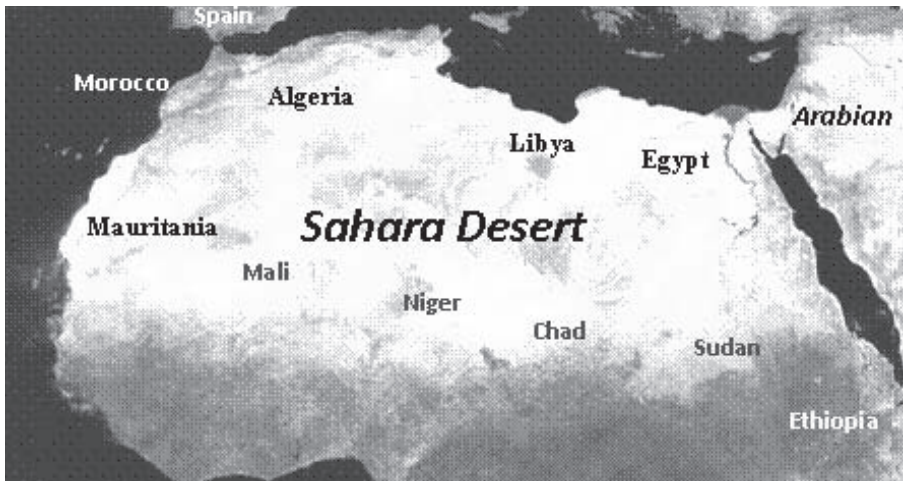 Spain
Morocco
Algeria
Arabian
Libya
Egypt
Mauritania
Sahara Desert
Mali
Niger
Chad
Sudan
Ethiopia